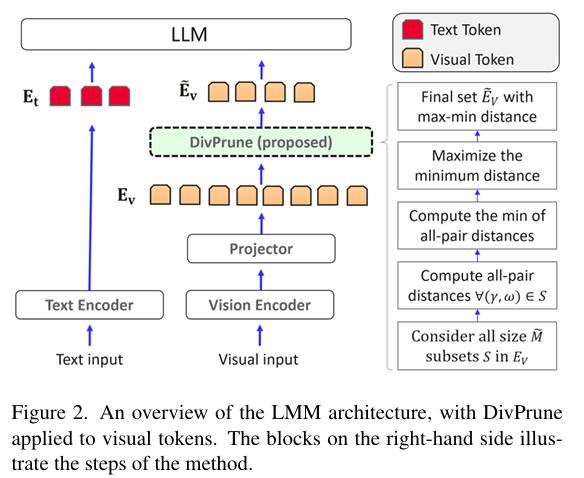 LLM
Text Token
Visual Token
E_t
Ẽ_v
DivPrune (proposed)
E_v
Projector
Text Encoder
Vision Encoder
Text input
Visual input
Final set Ẽ_V with
max-min distance
Maximize the
minimum distance
Compute the min of
all-pair distances
Compute all-pair
distances ∀(γ, ω) ∈ S
Consider all size M̃
subsets S in E_V
Figure 2. An overview of the LMM architecture, with DivPrune
applied to visual tokens. The blocks on the right-hand side illus-
trate the steps of the method.